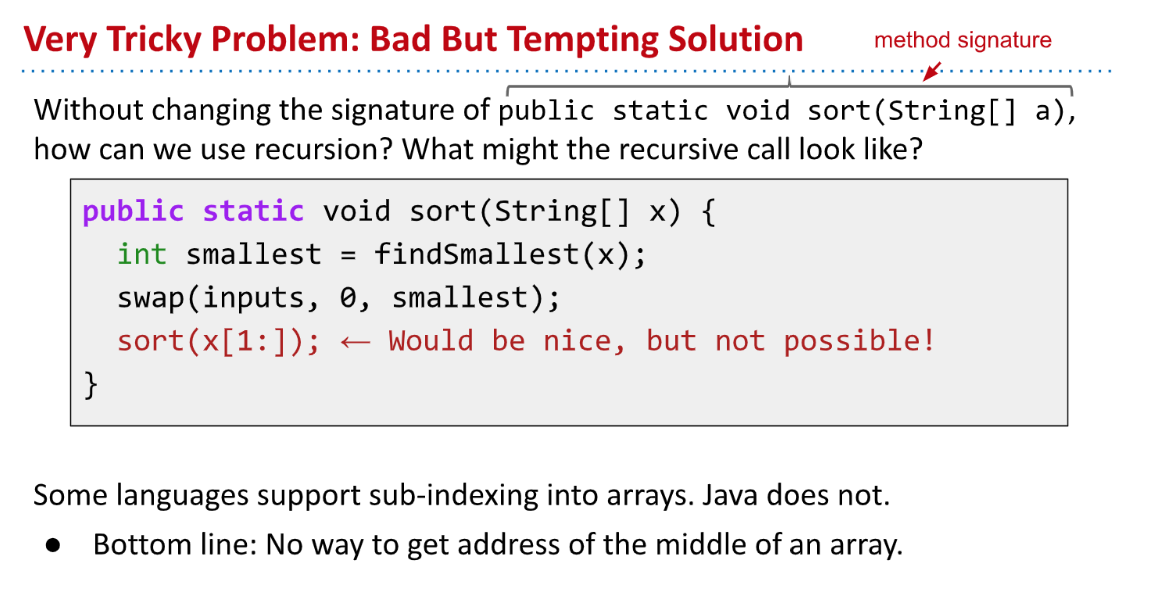 Very Tricky Problem: Bad But Tempting Solution
method signature
Without changing the signature of public static void sort(String[] a),
how can we use recursion? What might the recursive call look like?
public static void sort(String[] x) {
int smallest = findSmallest(x);
swap(inputs, 0, smallest);
sort(x[1:]); ← Would be nice, but not possible!
}
Some languages support sub-indexing into arrays. Java does not.
● Bottom line: No way to get address of the middle of an array.